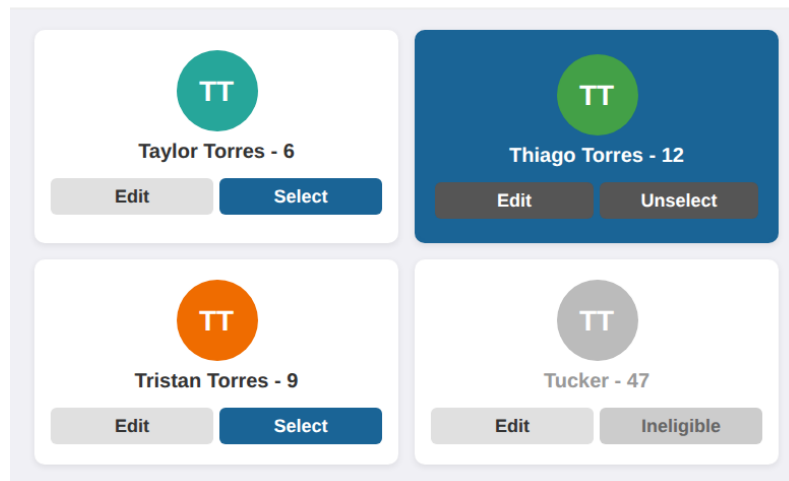 TT
Taylor Torres - 6
Edit
Select
TT
Thiago Torres - 12
Edit
Unselect
TT
Tristan Torres - 9
Edit
Select
TT
Tucker - 47
Edit
Ineligible